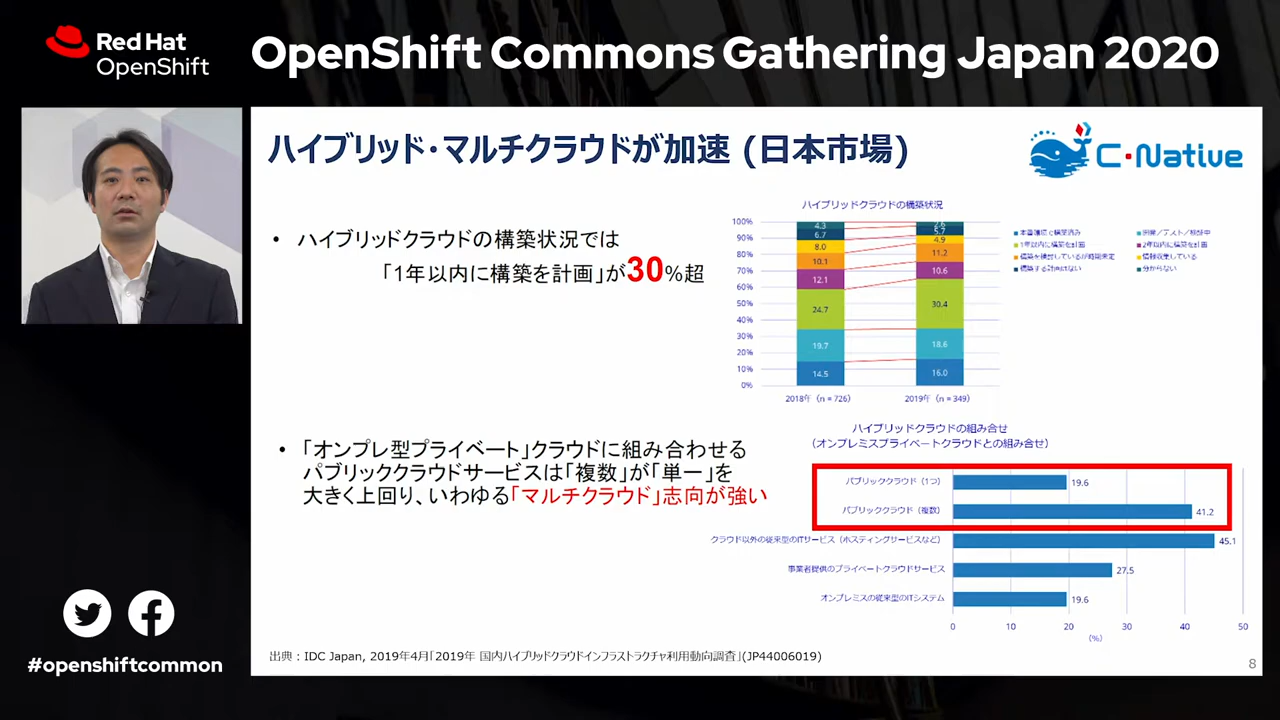 Red Hat
OpenShift
OpenShift Commons Gathering Japan 2020
ハイブリッド・マルチクラウドが加速 (日本市場)
C・Native
• ハイブリッドクラウドの構築状況では
「1年以内に構築を計画」が30%超
ハイブリッドクラウドの構築状況
100%
90%
80%
70%
60%
50%
40%
30%
20%
10%
0%
4.3
6.7
8.0
10.1
12.1
24.7
19.7
14.5
2.6
5.7
4.9
11.2
10.6
30.4
18.6
16.0
2018年 (n = 726)
2019年 (n = 349)
本番環境で構築済み
開発／テスト／検証中
1年以内に構築を計画
2年以内に構築を計画
構築を検討しているが時期未定
情報収集している
構築する計画はない
分からない
• 「オンプレ型プライベート」クラウドに組み合わせる
パブリッククラウドサービスは「複数」が「単一」を
大きく上回り、いわゆる「マルチクラウド」志向が強い
ハイブリッドクラウドの組み合せ
（オンプレミスプライベートクラウドとの組み合せ）
パブリッククラウド（1つ） 19.6
パブリッククラウド（複数） 41.2
クラウド以外の従来型のITサービス（ホスティングサービスなど） 45.1
事業者提供のプライベートクラウドサービス 27.5
オンプレミスの従来型のITシステム 19.6
0 10 20 30 40 50
(%)
#openshiftcommon
出典：IDC Japan, 2019年4月「2019年 国内ハイブリッドクラウドインフラストラクチャ利用動向調査」(JP44006019)
8